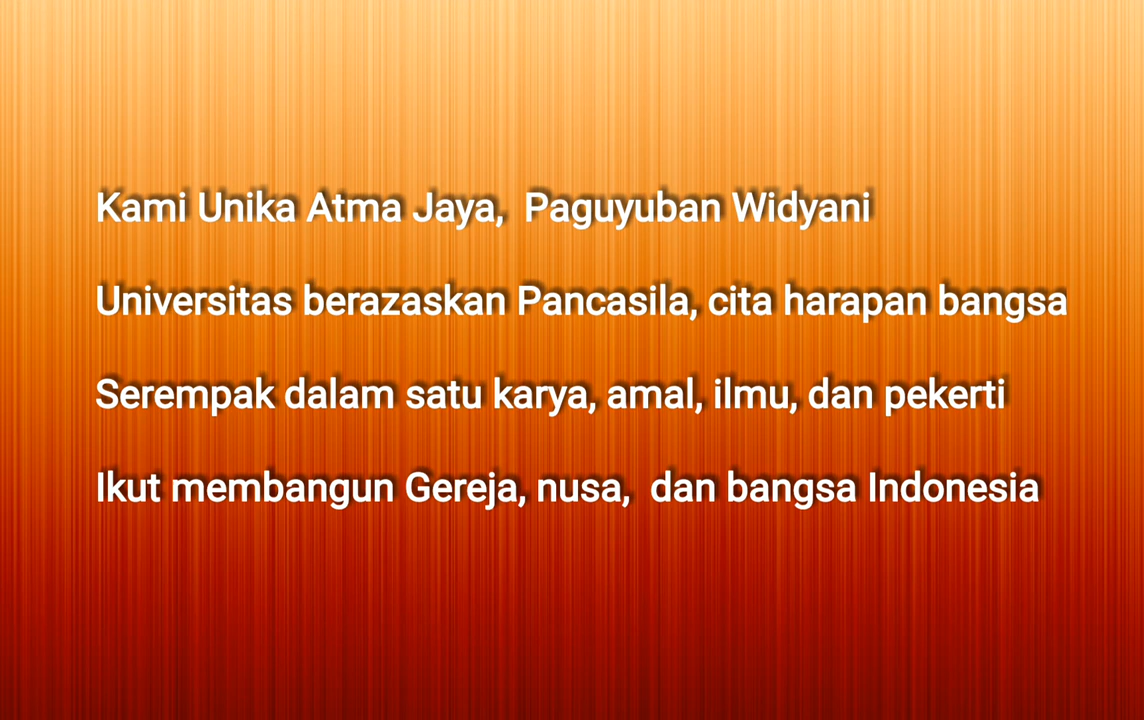 Kami Unika Atma Jaya,  Paguyuban Widyani
Universitas berazaskan Pancasila, cita harapan bangsa
Serempak dalam satu karya, amal, ilmu, dan pekerti
Ikut membangun Gereja, nusa,  dan bangsa Indonesia